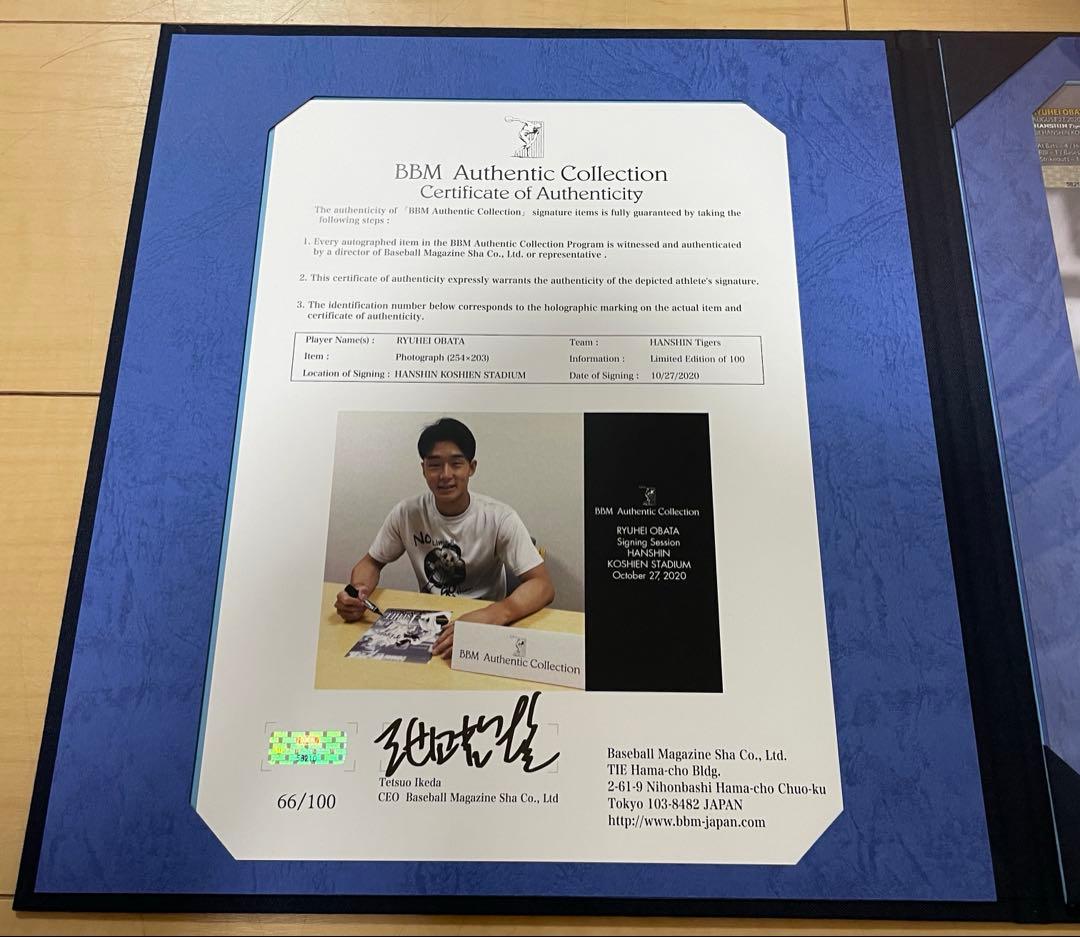 BBM Authentic Collection
Certificate of Authenticity
The authenticity of 「BBM Authentic Collection」 signature items is fully guaranteed by taking the
following steps :
1. Every autographed item in the BBM Authentic Collection Program is witnessed and authenticated
by a director of Baseball Magazine Sha Co., Ltd. or representative .
2. This certificate of authenticity expressly warrants the authenticity of the depicted athlete's signature.
3. The identification number below corresponds to the holographic marking on the actual item and
certificate of authenticity.
Player Name(s) : RYUHEI OBATA Team : HANSHIN Tigers
Item : Photograph (254×203) Information : Limited Edition of 100
Location of Signing : HANSHIN KOSHIEN STADIUM Date of Signing : 10/27/2020
BBM Authentic Collection
RYUHEI OBATA
Signing Session
HANSHIN
KOSHIEN STADIUM
October 27, 2020
NO
BBM Authentic Collection
66/100
Tetsuo Ikeda
CEO Baseball Magazine Sha Co., Ltd
Baseball Magazine Sha Co., Ltd.
TIE Hama-cho Bldg.
2-61-9 Nihonbashi Hama-cho Chuo-ku
Tokyo 103-8482 JAPAN
http://www.bbm-japan.com
YUHEI OBA
AUGUST 27, 2020
HANSHIN Tige